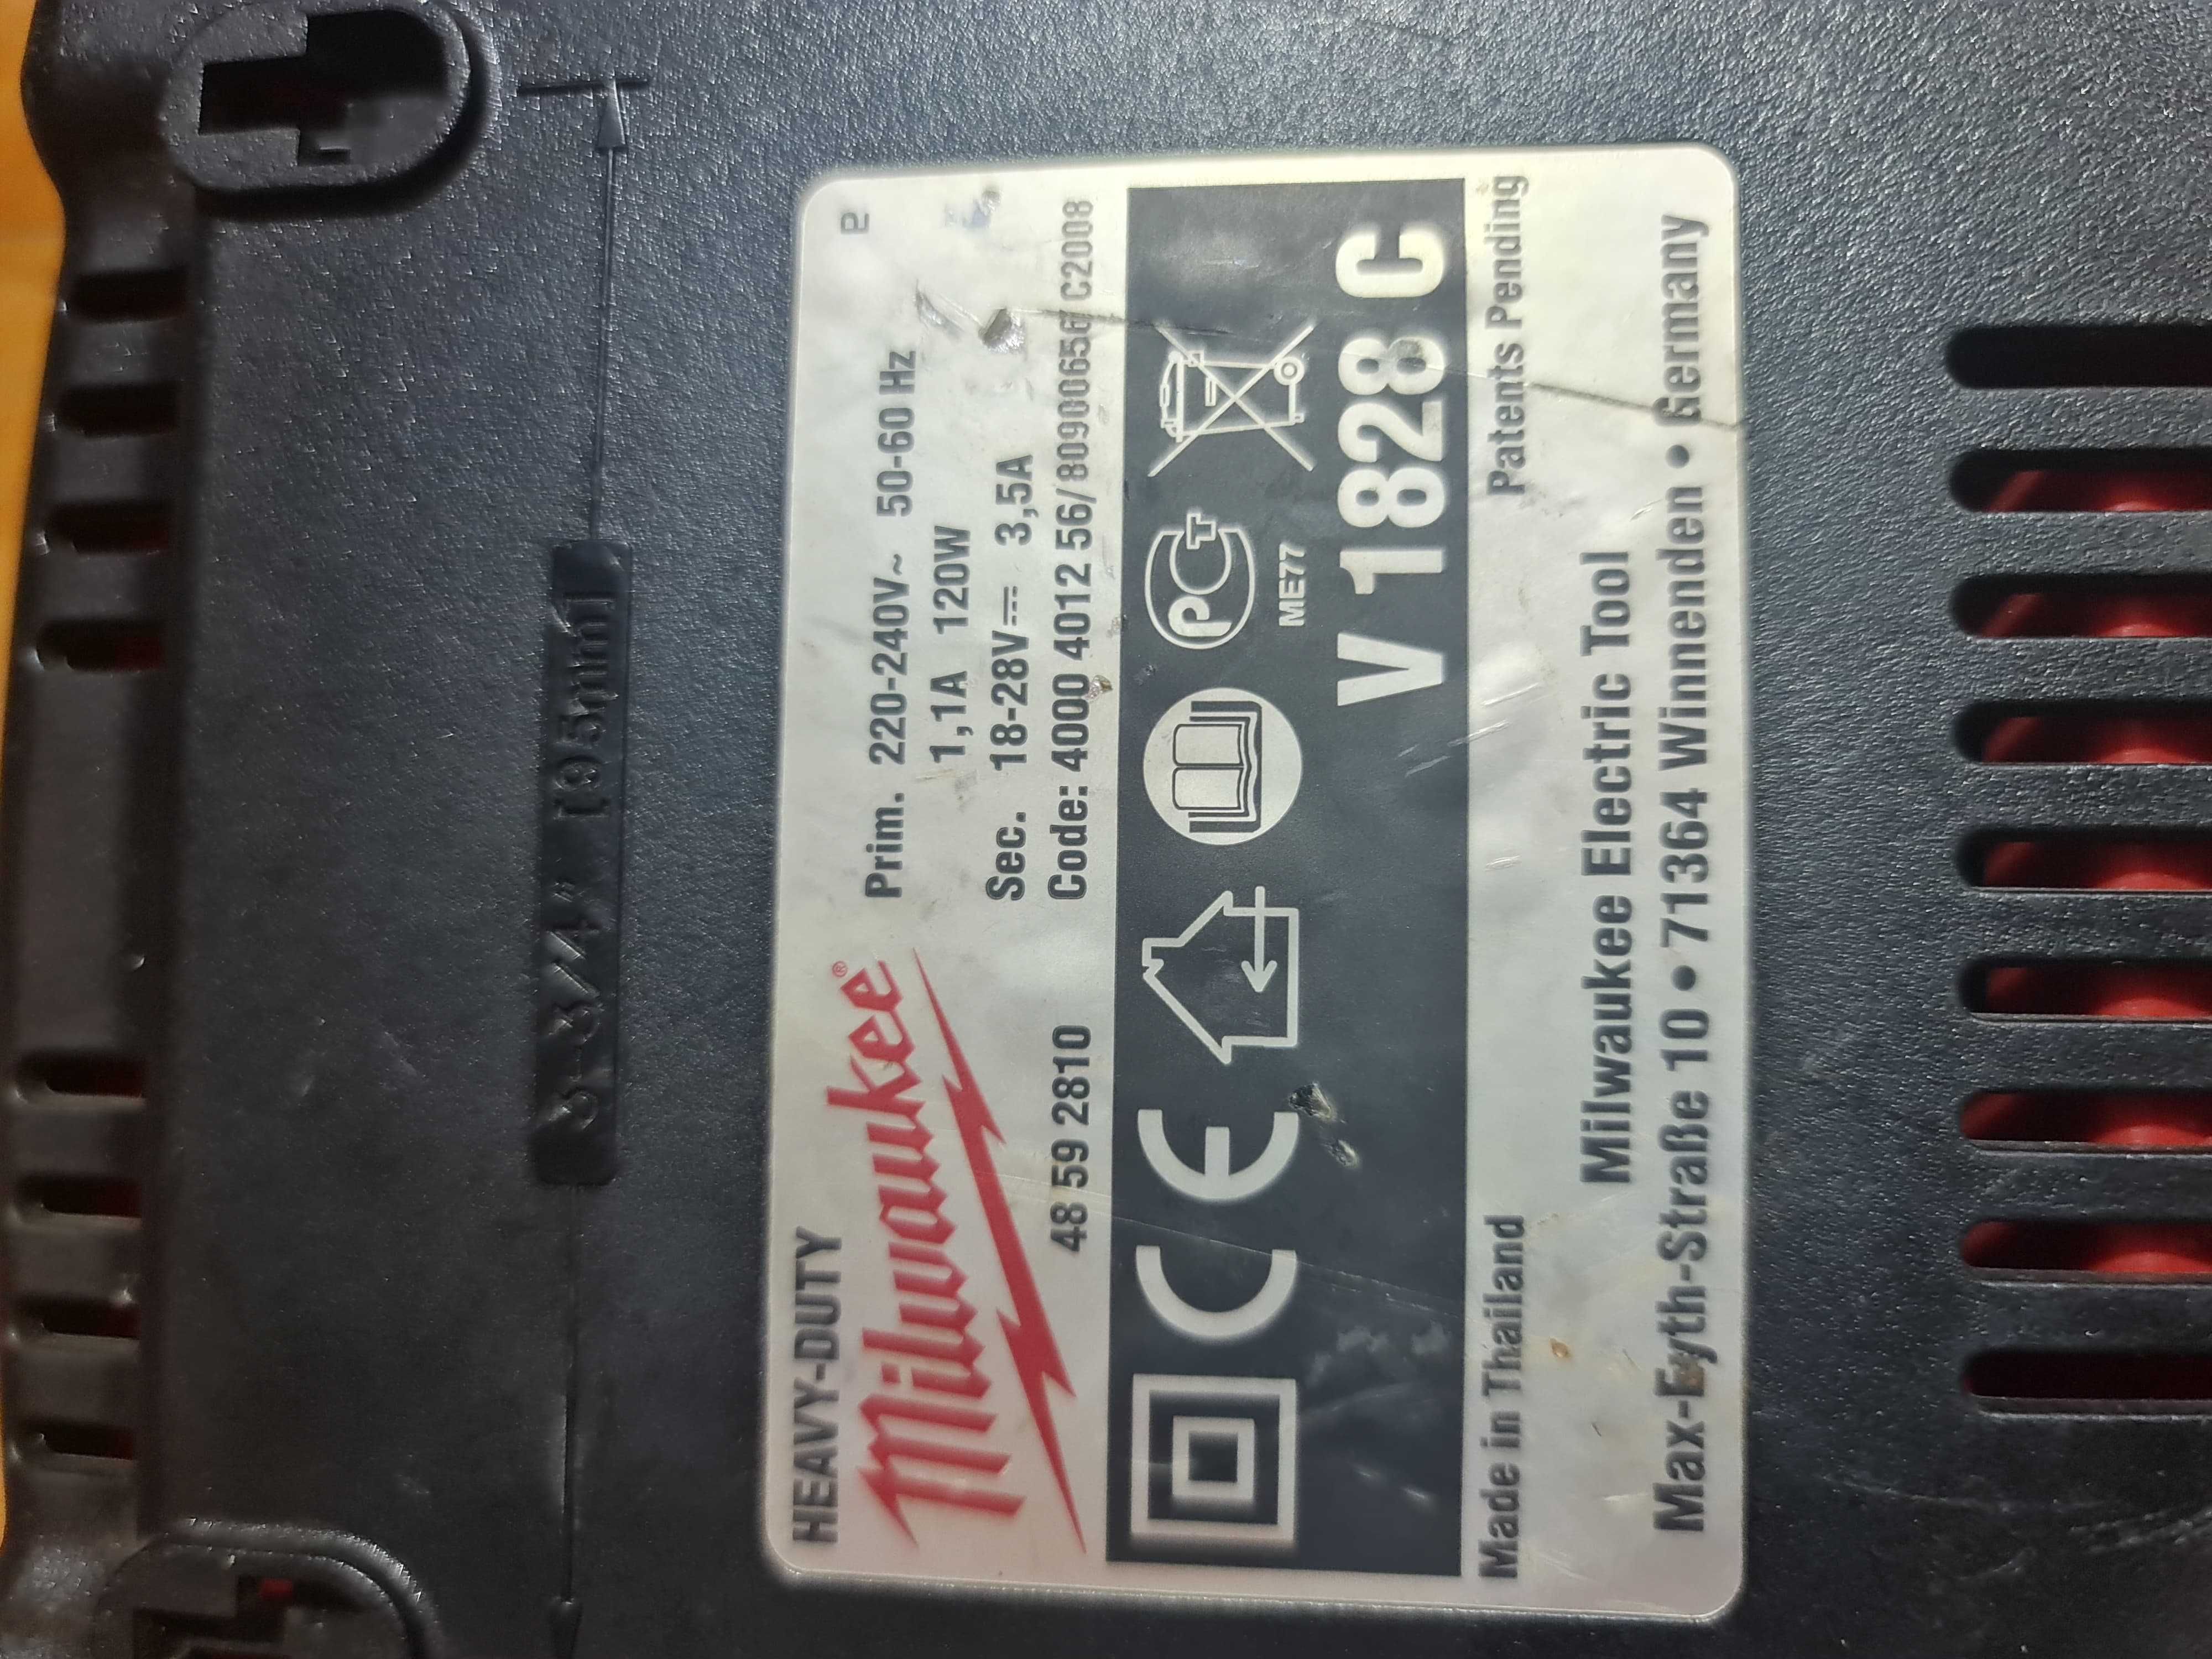 3-3/4" [95mm]
HEAVY-DUTY
Milwaukee®
Prim. 220-240V~ 50-60 Hz
1,1A 120W
Sec. 18-28V⎓ 3,5A
48 59 2810 Code: 4000 4012 56/80900656 C2008
CE
PCT
ME77
V 1828 C
Made in Thailand Patents Pending
Milwaukee Electric Tool
Max-Eyth-Straße 10 • 71364 Winnenden • Germany